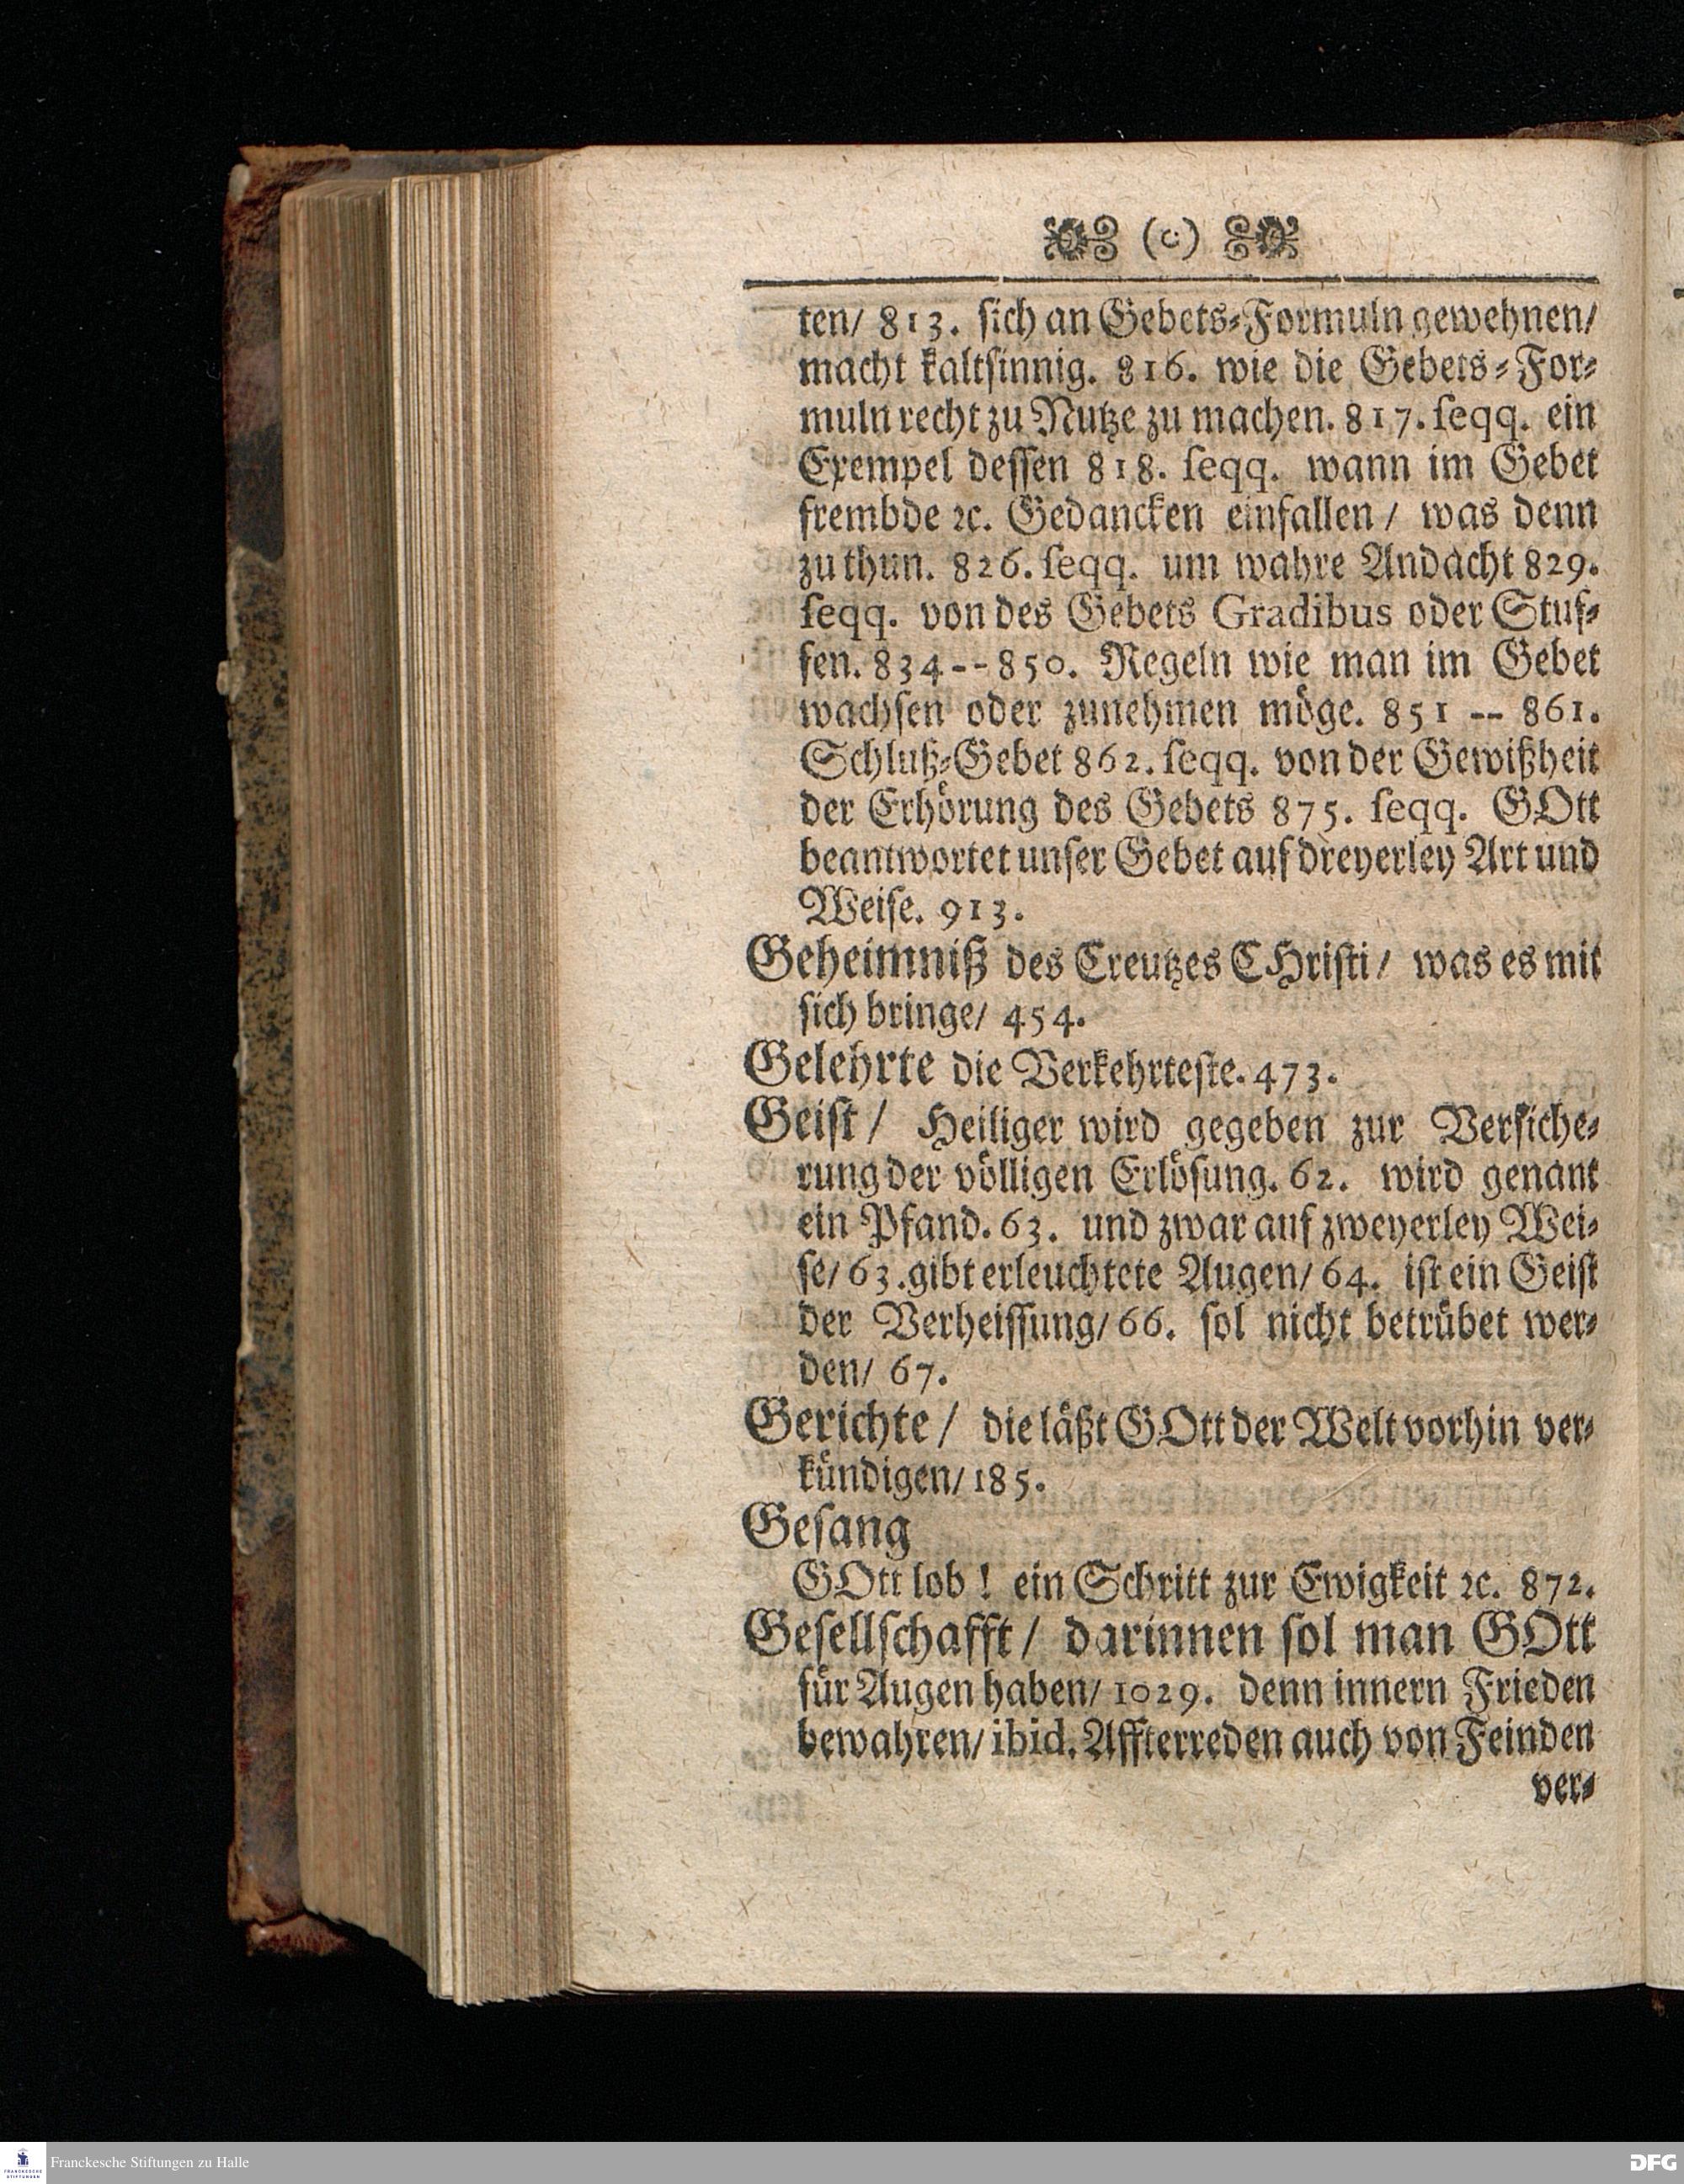 (c)
ten/ 813. sich an Gebets-Formuln gewehnen/
macht kaltsinnig. 816. wie die Gebets-For-
muln recht zu Nutze zu machen. 817. seqq. ein
Exempel dessen 818. seqq. wann im Gebet
frembde ꝛc. Gedancken einfallen / was denn
zu thun. 826. seqq. um wahre Andacht 829.
seqq. von des Gebets Gradibus oder Stuf-
fen. 834--850. Regeln wie man im Gebet
wachsen oder zunehmen möge. 851 -- 861.
Schluß-Gebet 862. seqq. von der Gewißheit
der Erhörung des Gebets 875. seqq. GOtt
beantwortet unser Gebet auf dreyerley Art und
Weise. 913.
Geheimniß des Creutzes CHristi / was es mit
sich bringe/ 454.
Gelehrte die Verkehrteste. 473.
Geist / Heiliger wird gegeben zur Versiche-
rung der völligen Erlösung. 62. wird genant
ein Pfand. 63. und zwar auf zweyerley Wei-
se/ 63. gibt erleuchtete Augen/ 64. ist ein Geist
der Verheissung/ 66. sol nicht betrübet wer-
den/ 67.
Gerichte / die läßt GOtt der Welt vorhin ver-
kündigen/ 185.
Gesang
GOtt lob ! ein Schritt zur Ewigkeit ꝛc. 872.
Gesellschafft / darinnen sol man GOtt
für Augen haben/ 1029. denn innern Frieden
bewahren/ ibid. Affterreden auch von Feinden
ver-
FRANCKESCHE STIFTUNGEN
Franckesche Stiftungen zu Halle
DFG